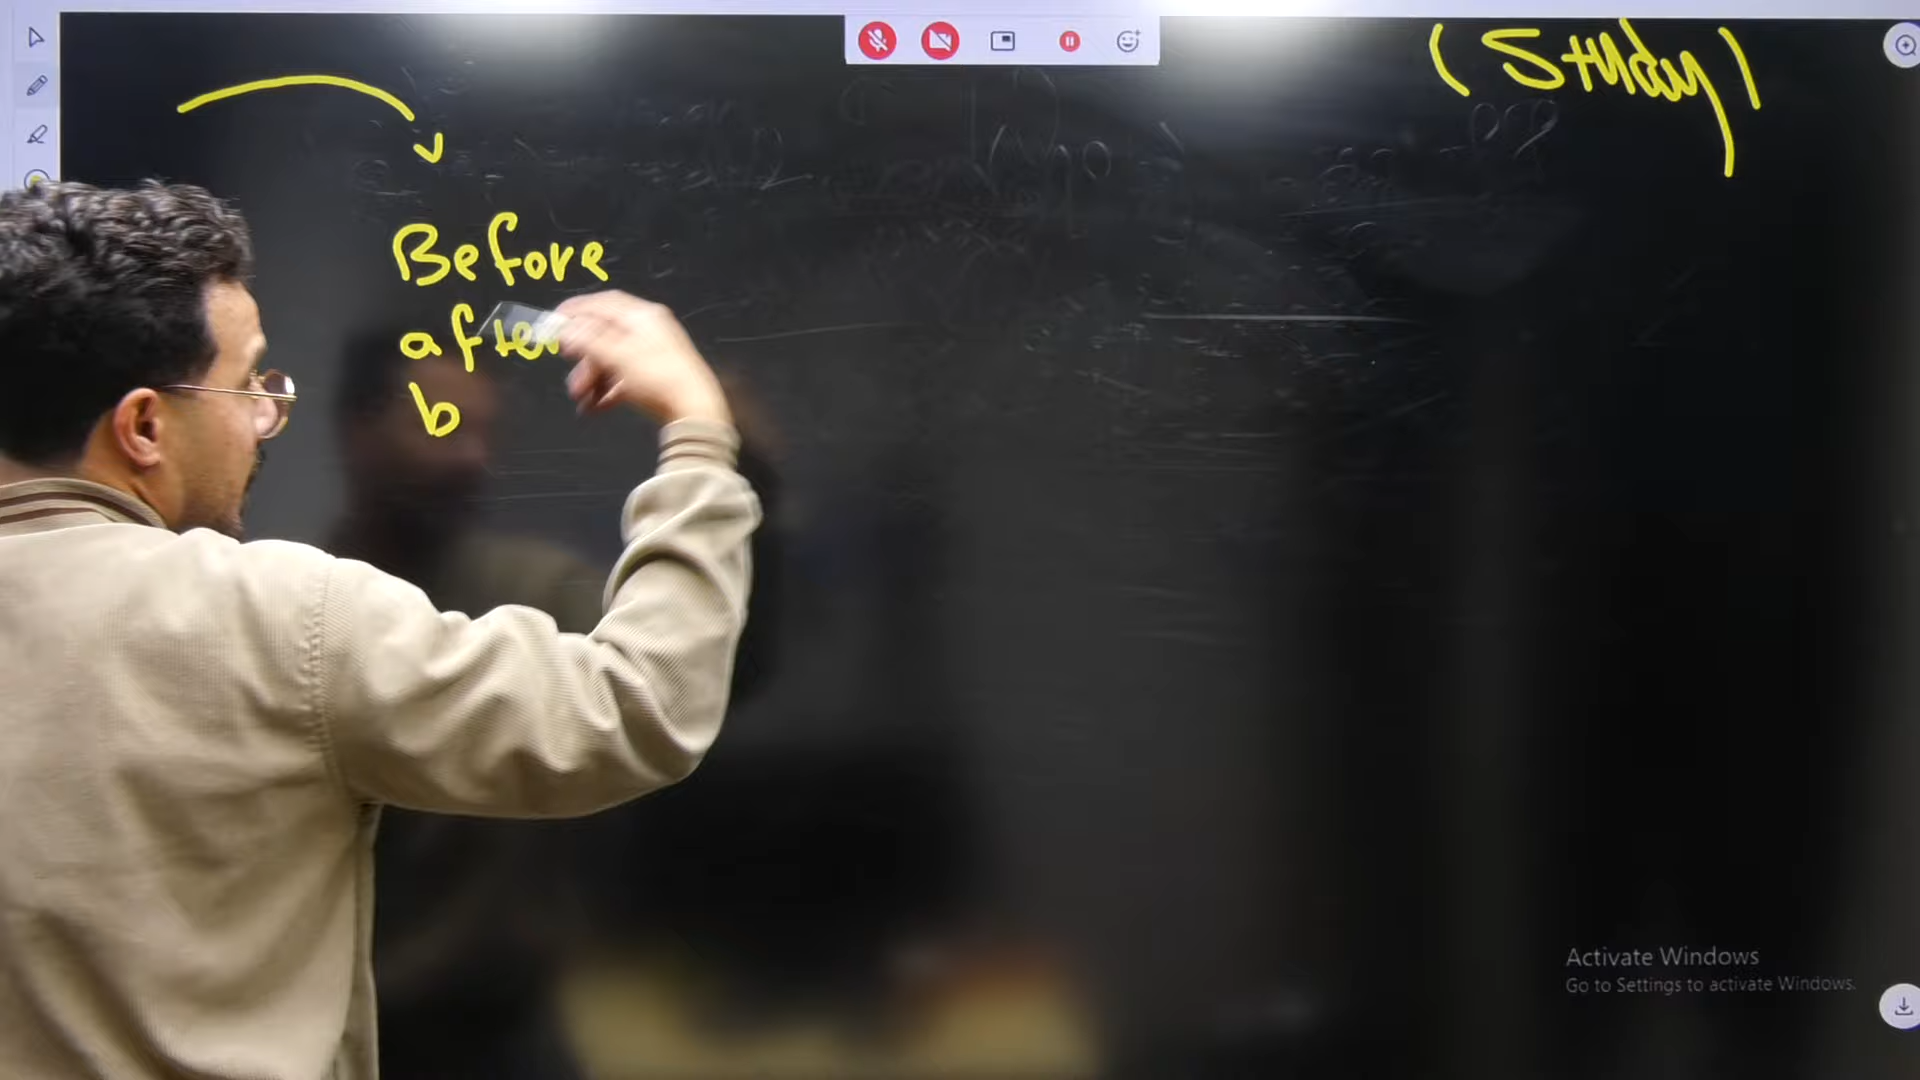 (Study)
Before
after
b
Activate Windows
Go to Settings to activate Windows.